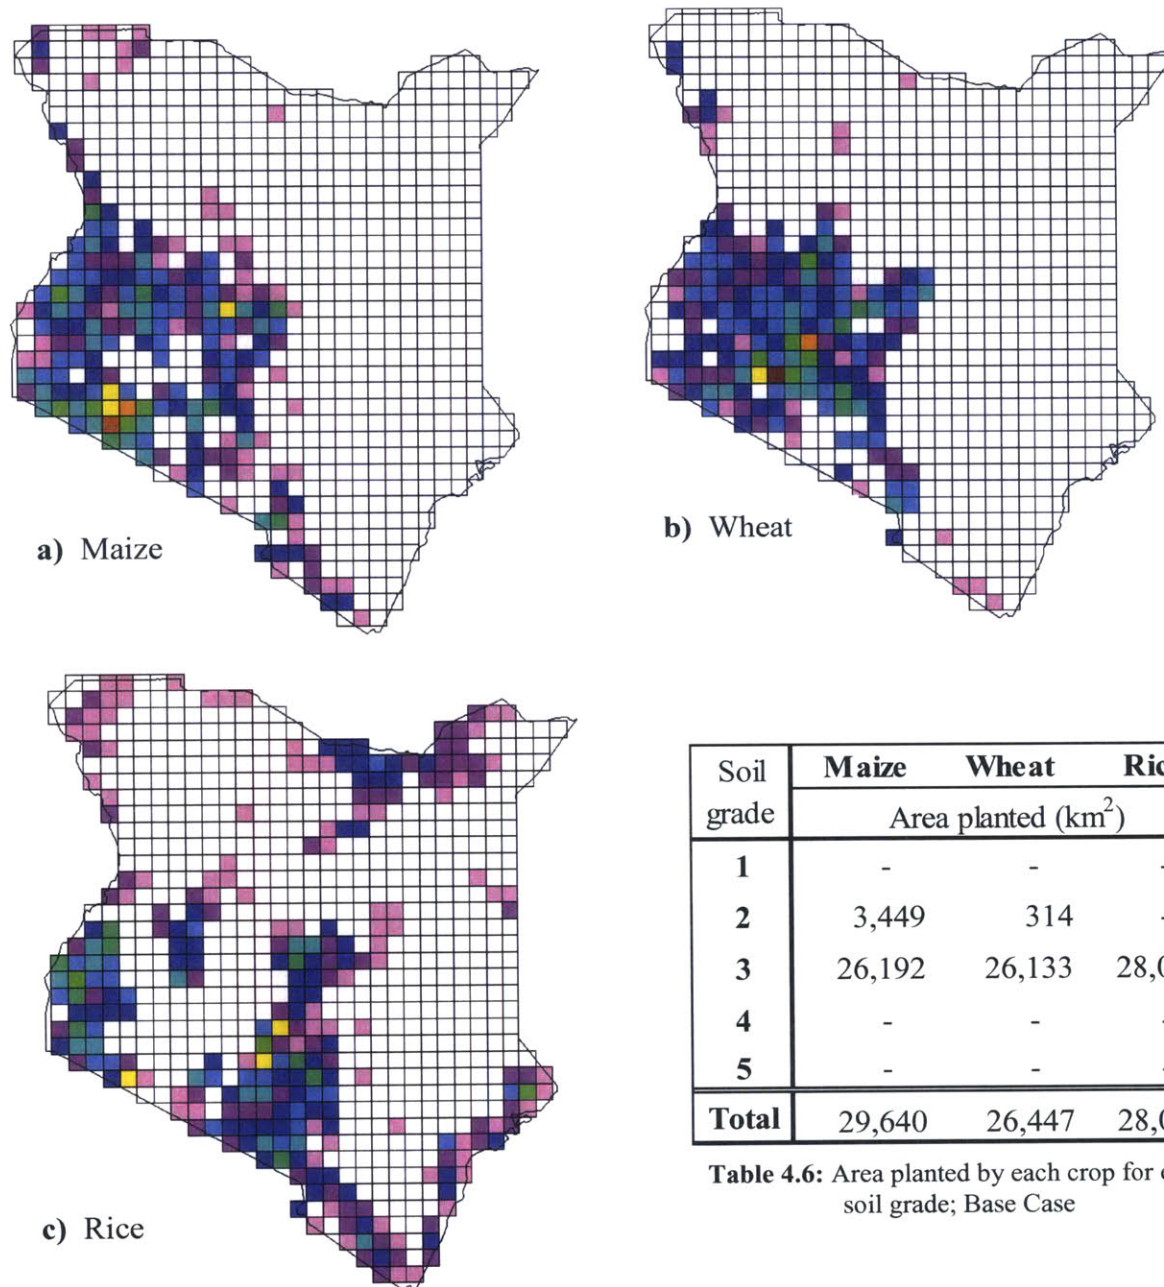 a) Maize
b) Wheat
c) Rice
Soil grade Maize Wheat
Area planted (km²)
1 - -
2 3,449 314 -
3 26,192 26,133
4 - -
5 - -
Total 29,640 26,447
Table 4.6: Area planted by each crop for
soil grade; Base Case